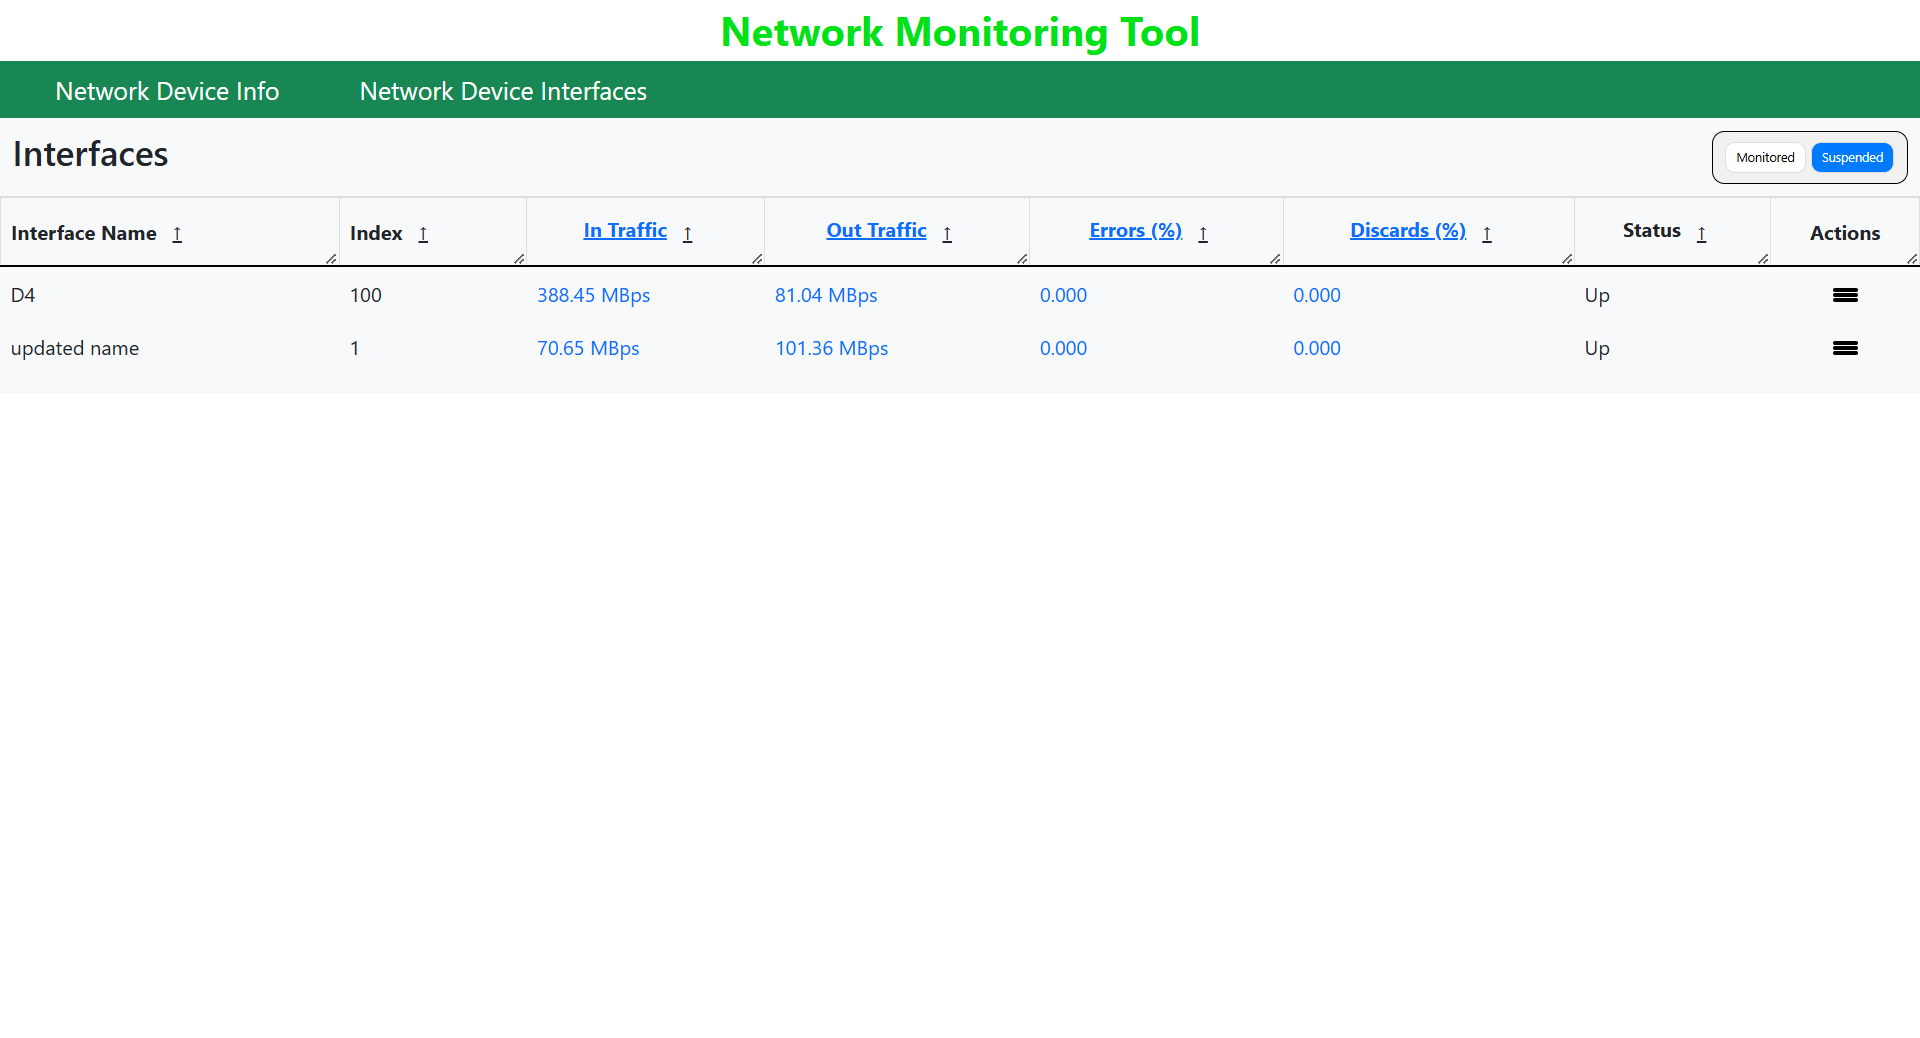 Network Monitoring Tool
Network Device Info Network Device Interfaces
Interfaces
Monitored Suspended
Interface Name ↑ Index ↑ In Traffic ↑ Out Traffic ↑ Errors (%) ↑ Discards (%) ↑ Status ↑ Actions
D4 100 388.45 MBps 81.04 MBps 0.000 0.000 Up
updated name 1 70.65 MBps 101.36 MBps 0.000 0.000 Up